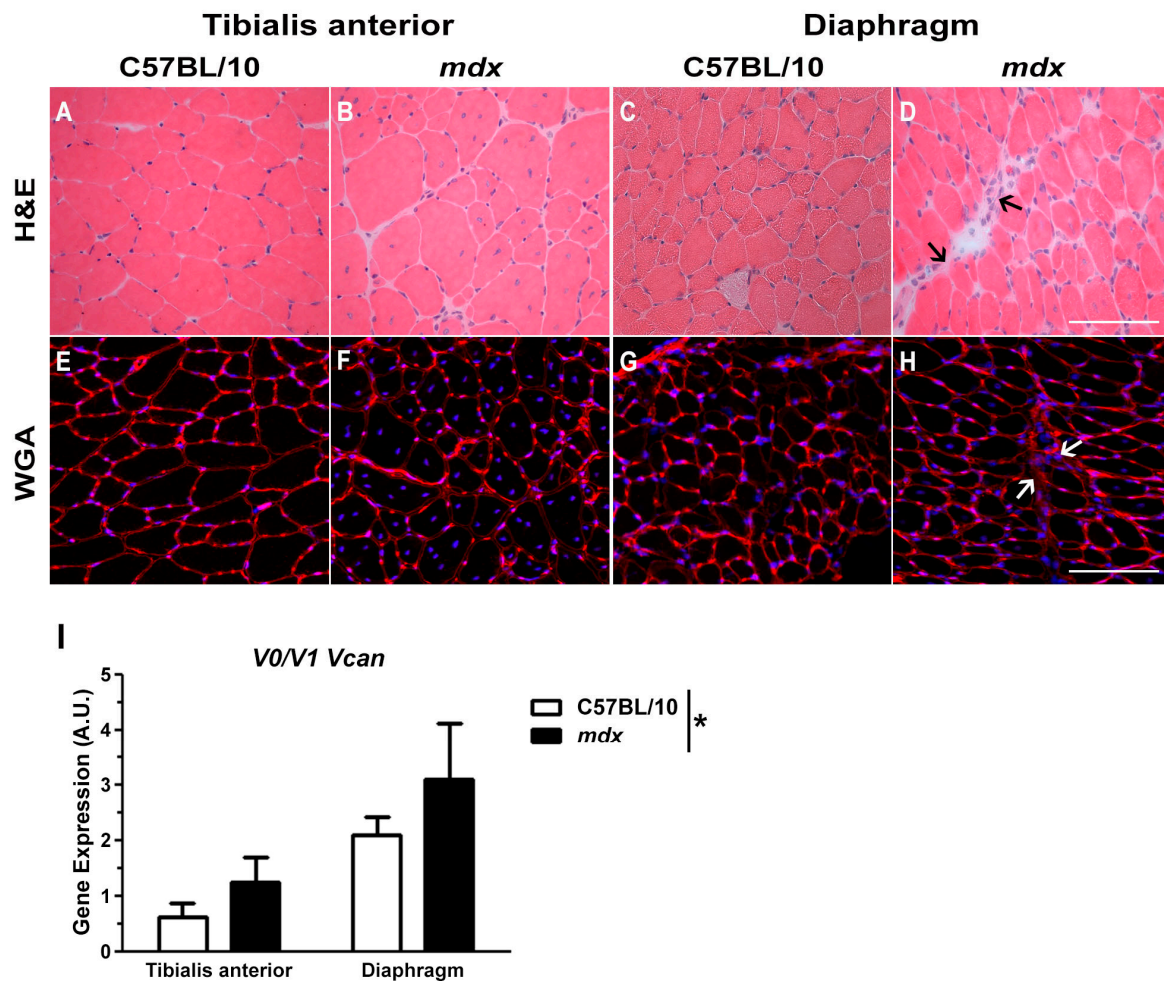 Tibialis anterior Diaphragm
C57BL/10 mdx C57BL/10 mdx
H&E
A B C D
WGA
E F G H
I
V0/V1 Vcan
Gene Expression (A.U.)
5
4
3
2
1
0
C57BL/10
mdx
*
Tibialis anterior Diaphragm